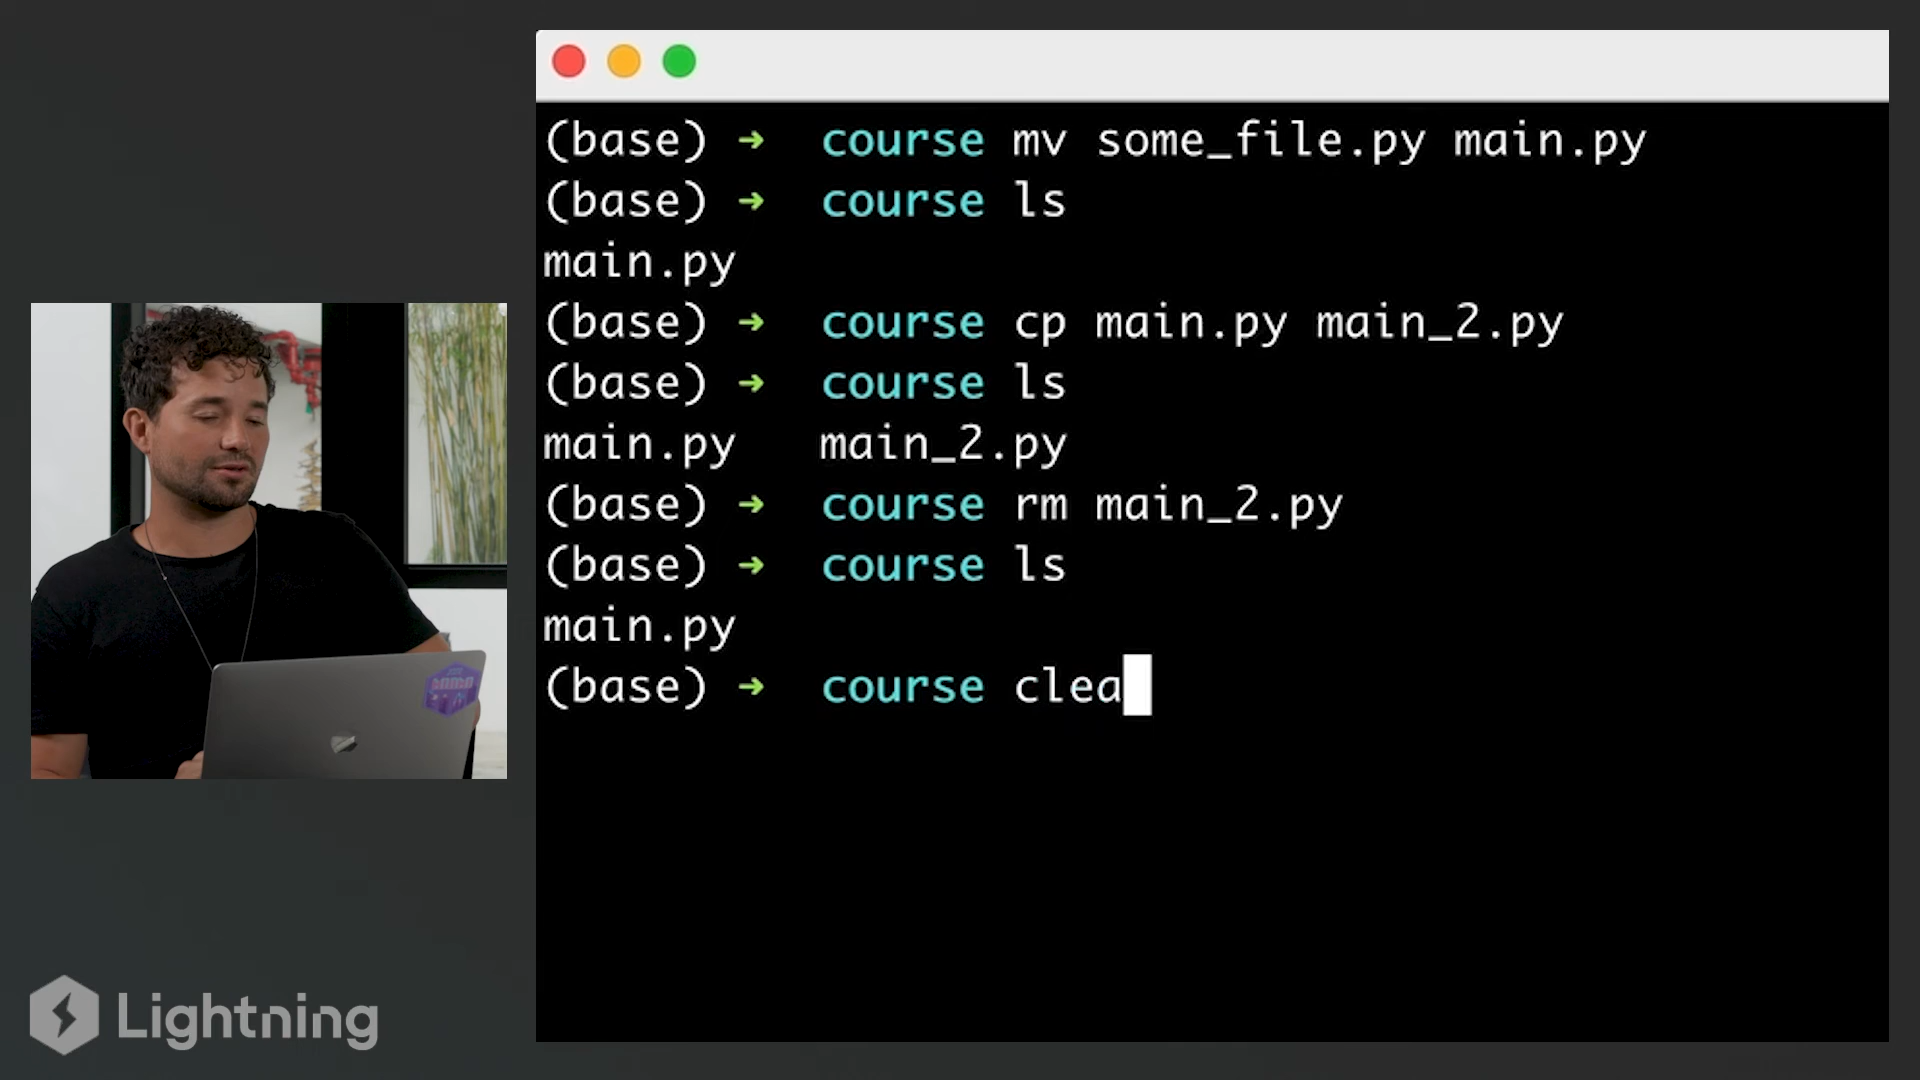 (base) → course mv some_file.py main.py
(base) → course ls
main.py
(base) → course cp main.py main_2.py
(base) → course ls
main.py main_2.py
(base) → course rm main_2.py
(base) → course ls
main.py
(base) → course clea
Lightning